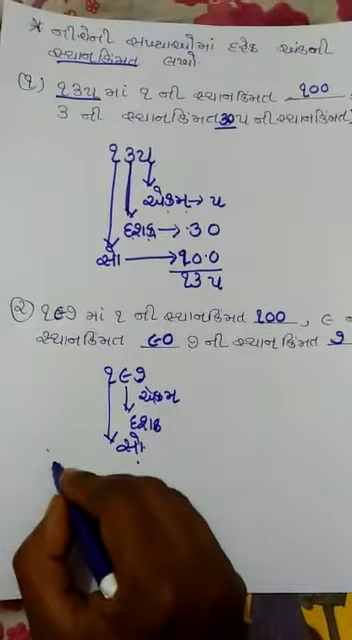 * નીચેની સંખ્યાઓમાં દરેક અંકની
સ્થાનકિંમત લખો.
(૧) ૧૩૫ માં ૧ ની સ્થાનકિંમત ૧૦૦
૩ ની સ્થાનકિંમત ૩૦ ૫ ની સ્થાનકિંમત
૧૩૫
એકમ → ૫
દશક → ૩૦
સો → ૧૦૦
૧૩૫
(૨) ૧૯૭ માં ૧ ની સ્થાનકિંમત ૧૦૦, ૯
સ્થાનકિંમત ૯૦ ૭ ની સ્થાનકિંમત ૭
૧૯૭
એકમ
દશક
સો